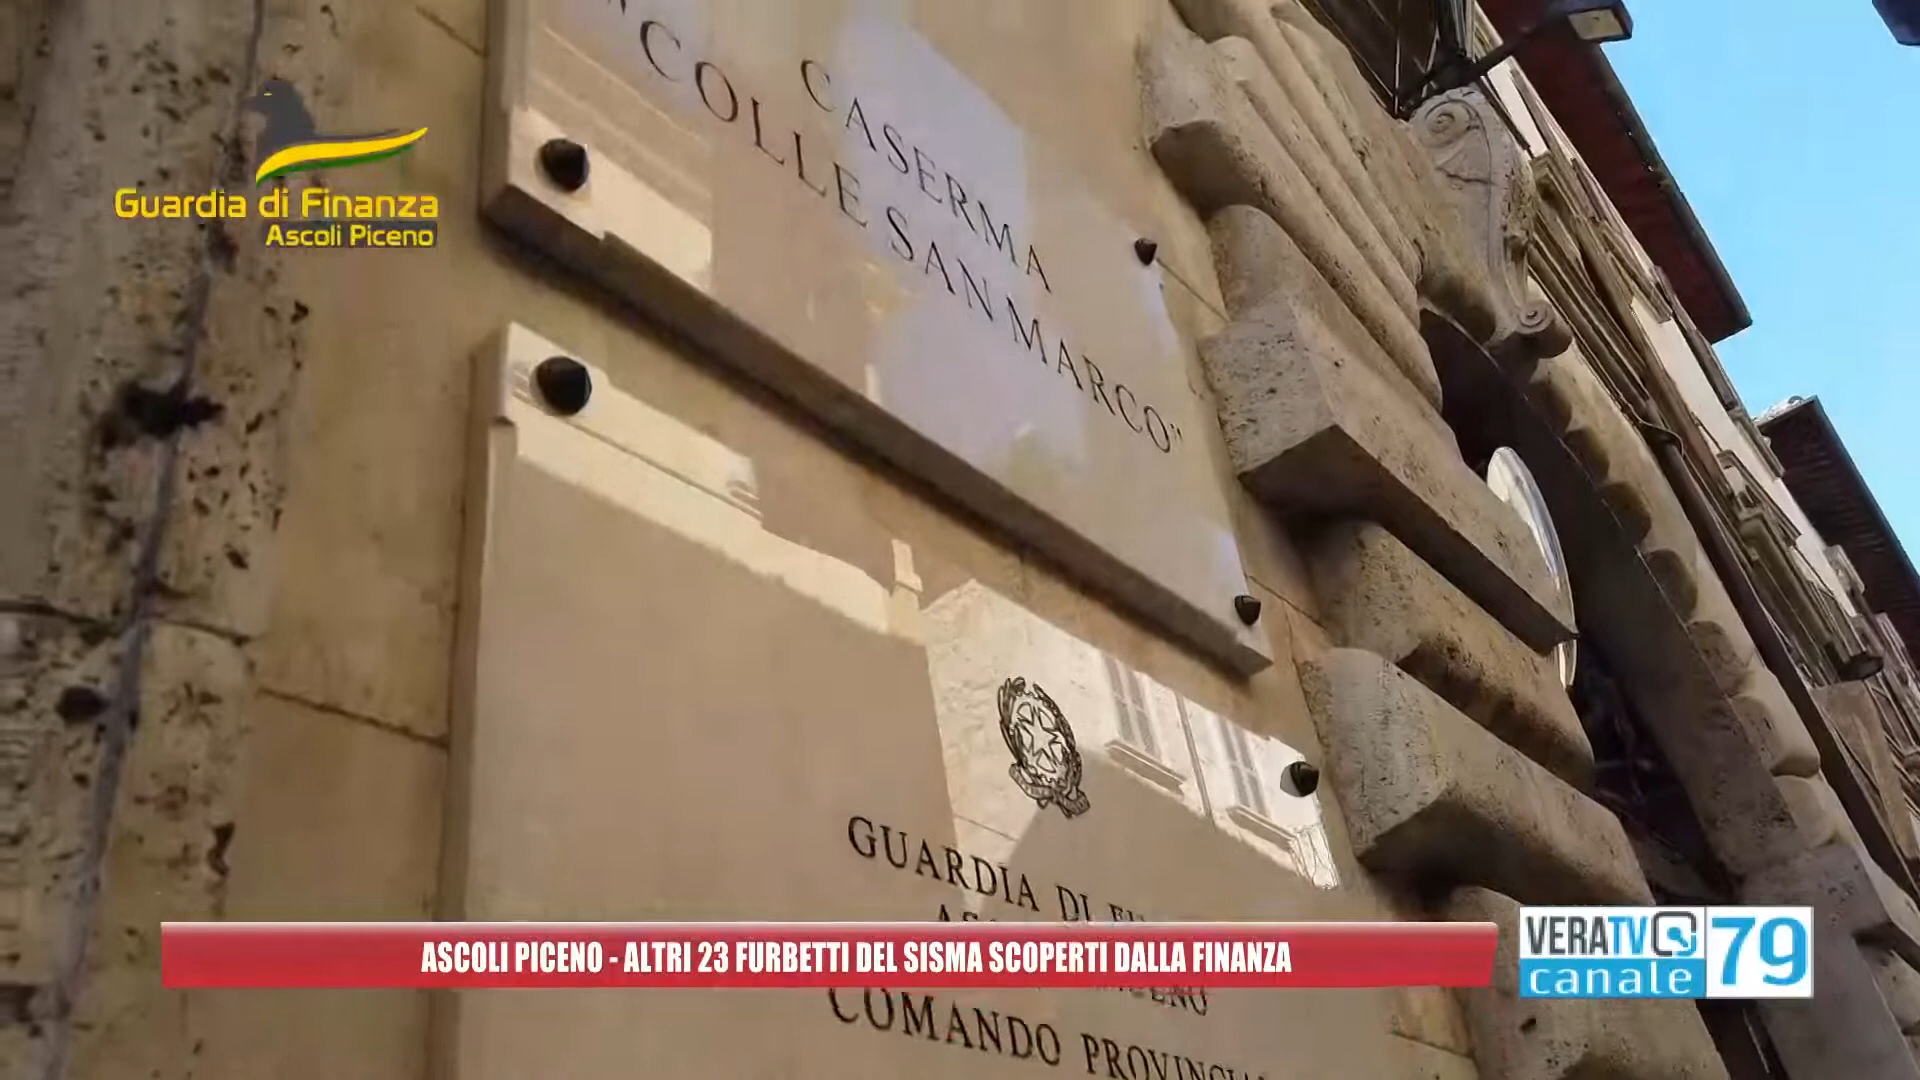 Guardia di Finanza
Ascoli Piceno
CASERMA
"COLLE SAN MARCO"
GUARDIA DI
COMANDO
ASCOLI PICENO - ALTRI 23 FURBETTI DEL SISMA SCOPERTI DALLA FINANZA
VERATV
canale
79